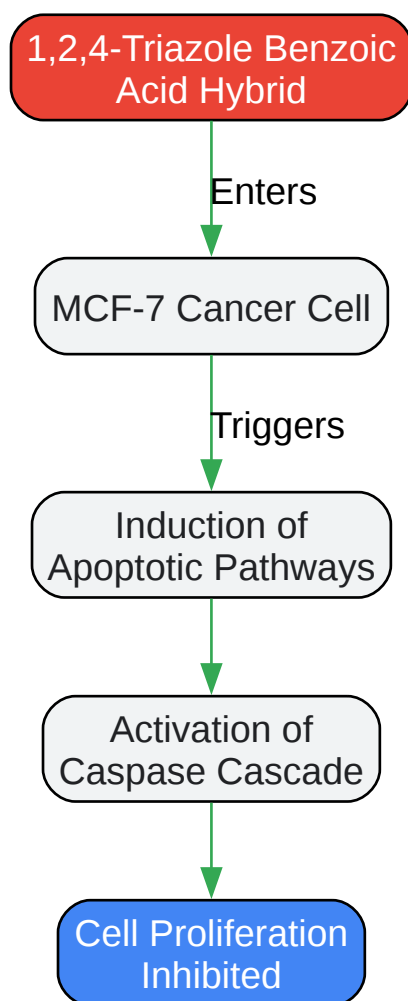 1,2,4-Triazole Benzoic
Acid Hybrid
Enters
MCF-7 Cancer Cell
Triggers
Induction of
Apoptotic Pathways
Activation of
Caspase Cascade
Cell Proliferation
Inhibited